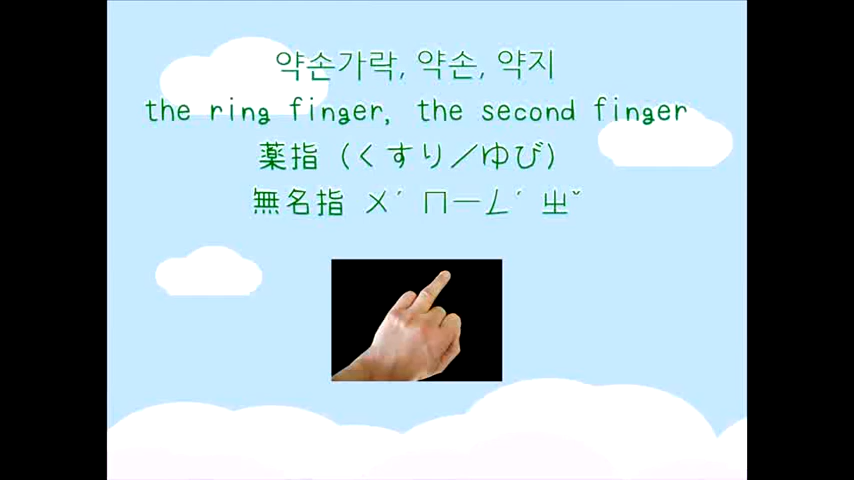 약손가락, 약손, 약지
the ring finger, the second finger
薬指 (くすり／ゆび)
無名指 ㄨˊ ㄇㄧㄥˊ ㄓˇ